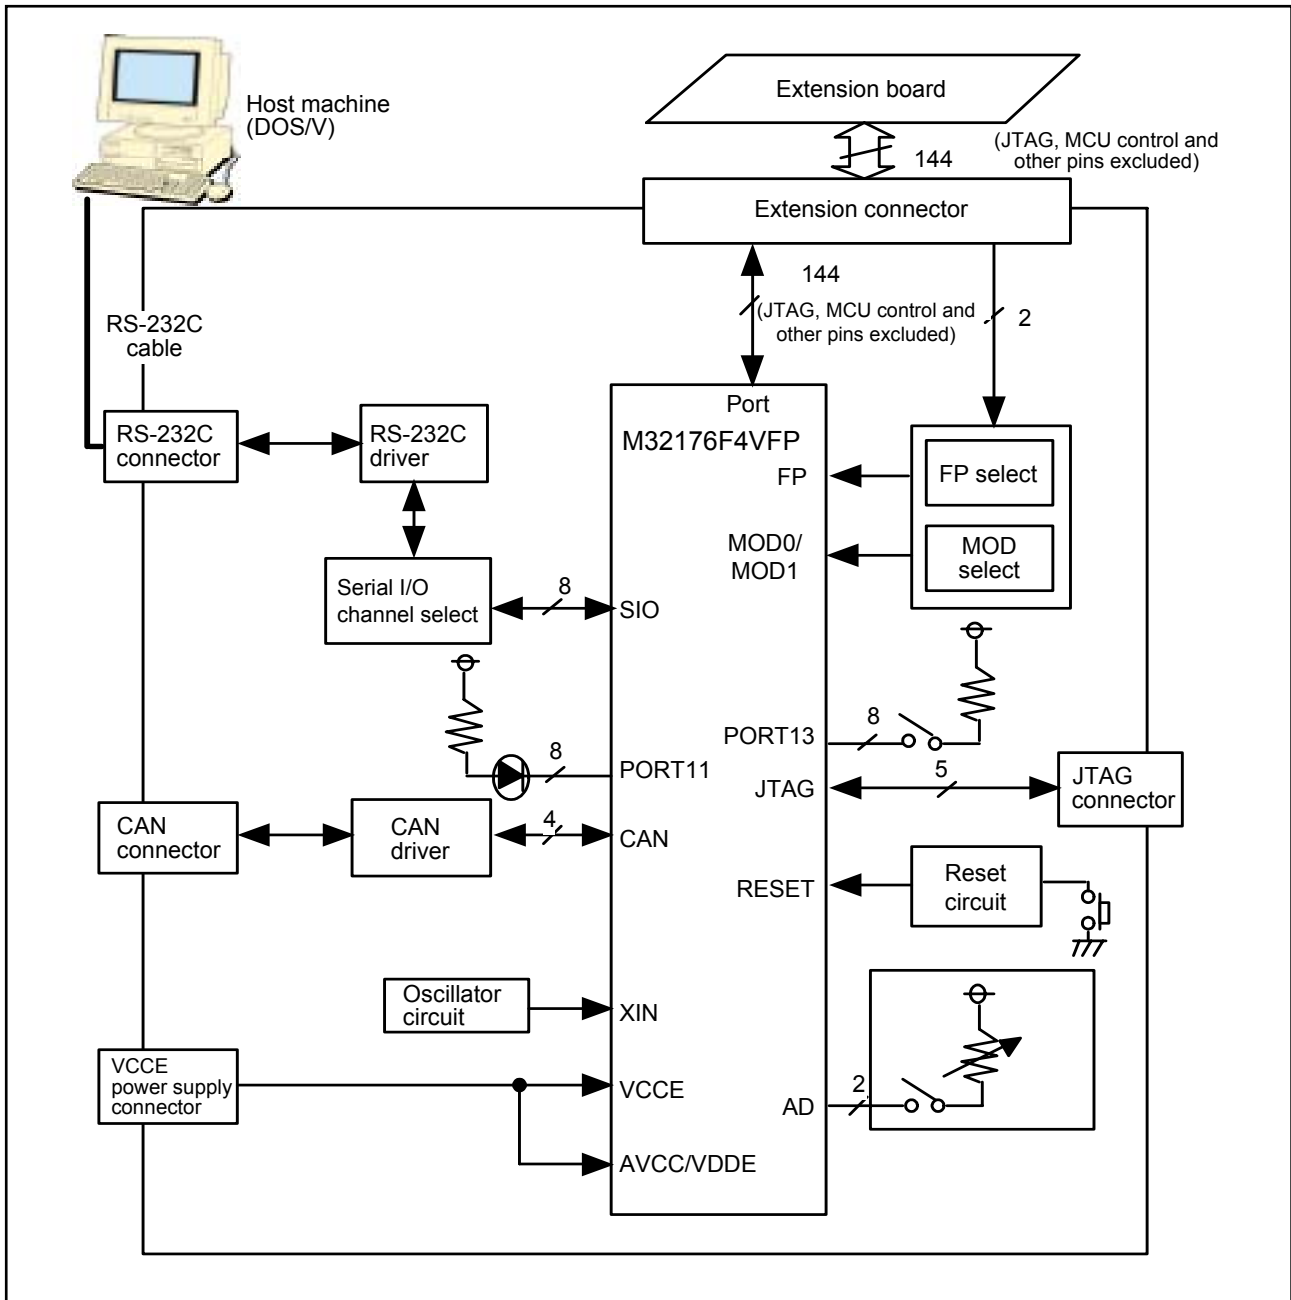 Host machine
(DOS/V)
Extension board
144
(JTAG, MCU control and
other pins excluded)
Extension connector
144
(JTAG, MCU control and
other pins excluded)
2
RS-232C
cable
RS-232C
connector
RS-232C
driver
Port
M32176F4VFP
FP
FP select
MOD0/
MOD1
MOD
select
Serial I/O
channel select
8
SIO
8
PORT11
PORT13
8
JTAG
5
JTAG
connector
CAN
connector
CAN
driver
4
CAN
RESET
Reset
circuit
Oscillator
circuit
XIN
VCCE
power supply
connector
VCCE
AD
2
AVCC/VDDE